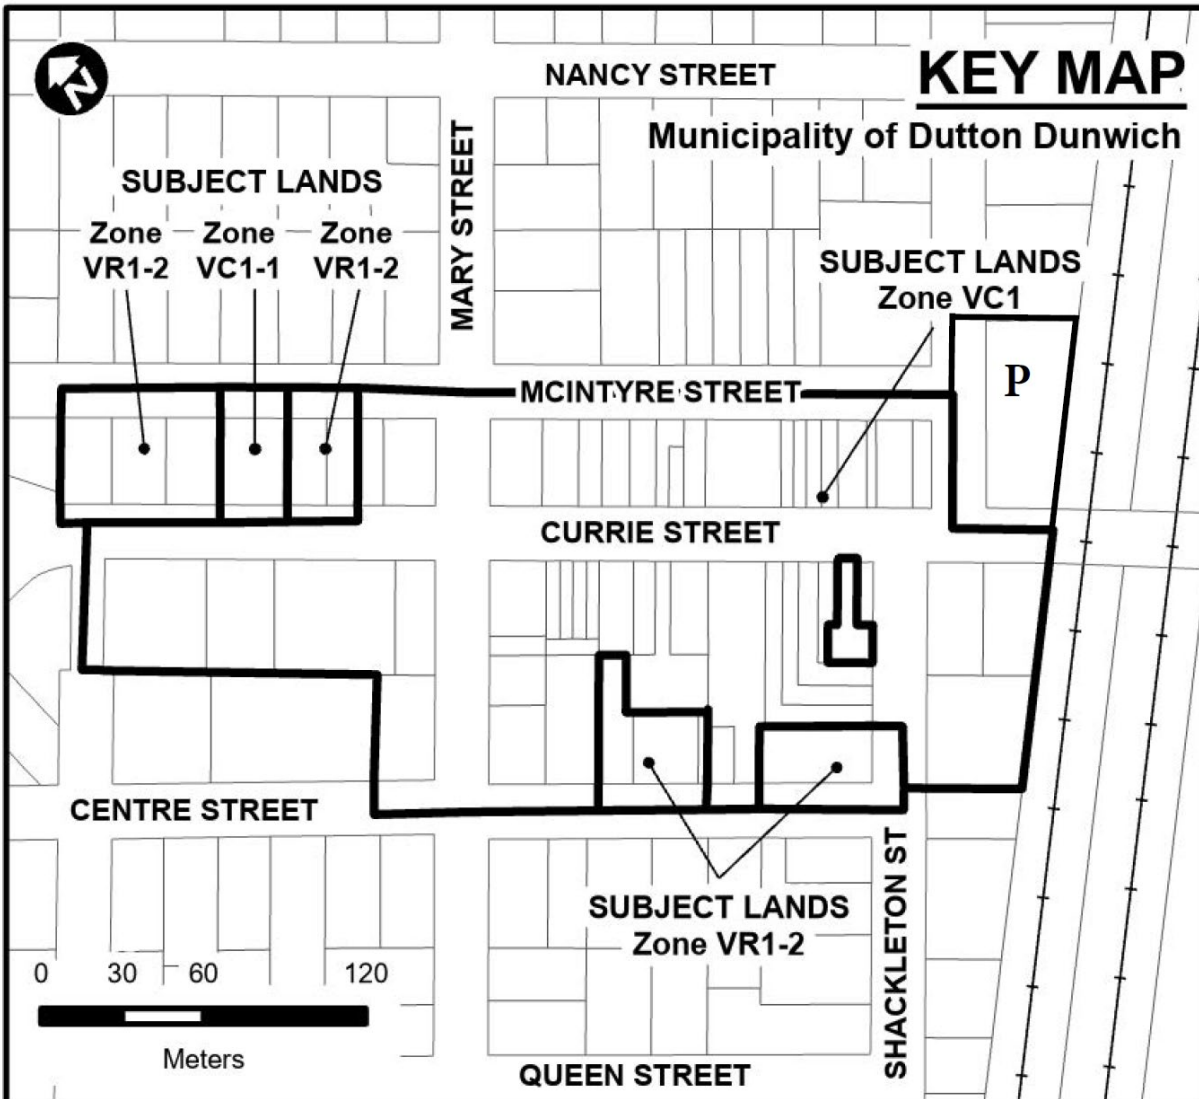 N
NANCY STREET
KEY MAP
Municipality of Dutton Dunwich
MARY STREET
SUBJECT LANDS
Zone
VR1-2
Zone
VC1-1
Zone
VR1-2
SUBJECT LANDS
Zone VC1
P
MCINTYRE STREET
CURRIE STREET
CENTRE STREET
SUBJECT LANDS
Zone VR1-2
SHACKLETON ST
0 30 60 120
Meters
QUEEN STREET